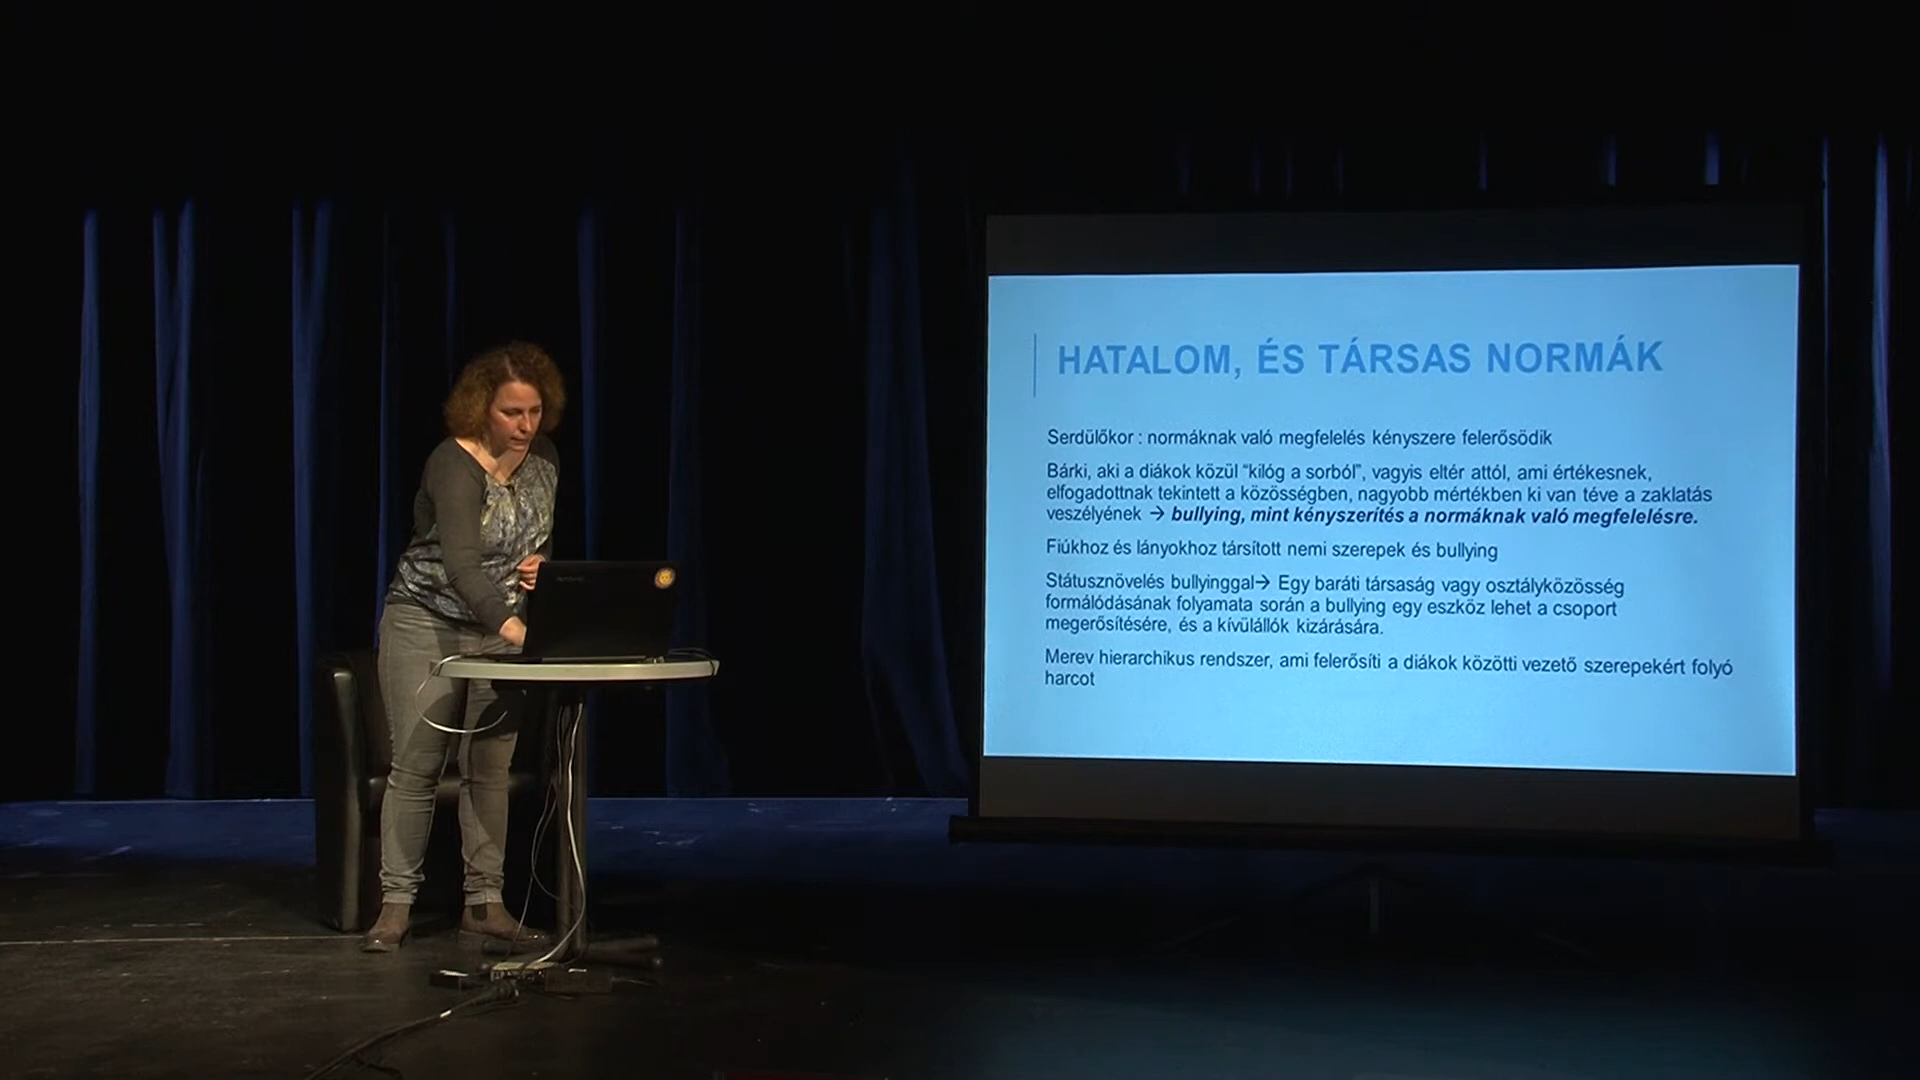 HATALOM, ÉS TÁRSAS NORMÁK
Serdülőkor : normáknak való megfelelés kényszere felerősödik
Bárki, aki a diákok közül “kilóg a sorból”, vagyis eltér attól, ami értékesnek,
elfogadottnak tekintett a közösségben, nagyobb mértékben ki van téve a zaklatás
veszélyének → bullying, mint kényszerítés a normáknak való megfelelésre.
Fiúkhoz és lányokhoz társított nemi szerepek és bullying
Státusznövelés bullyinggal→ Egy baráti társaság vagy osztályközösség
formálódásának folyamata során a bullying egy eszköz lehet a csoport
megerősítésére, és a kívülállók kizárására.
Merev hierarchikus rendszer, ami felerősíti a diákok közötti vezető szerepekért folyó
harcot